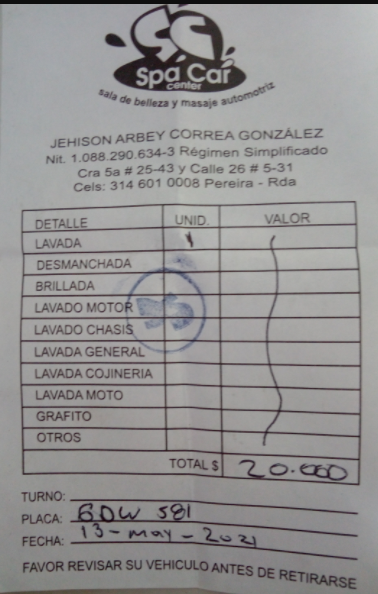 SC
Spa Car
center
sala de belleza y masaje automotriz
JEHISON ARBEY CORREA GONZÁLEZ
Nit. 1.088.290.634-3 Régimen Simplificado
Cra 5a # 25-43 y Calle 26 # 5-31
Cels: 314 601 0008 Pereira - Rda
DETALLE UNID. VALOR
LAVADA 1
DESMANCHADA
BRILLADA
LAVADO MOTOR
LAVADO CHASIS
LAVADA GENERAL
LAVADA COJINERIA
LAVADA MOTO
GRAFITO
OTROS
TOTAL $ 20.000
TURNO:
PLACA: GDW 581
FECHA: 13-may-2021
FAVOR REVISAR SU VEHICULO ANTES DE RETIRARSE